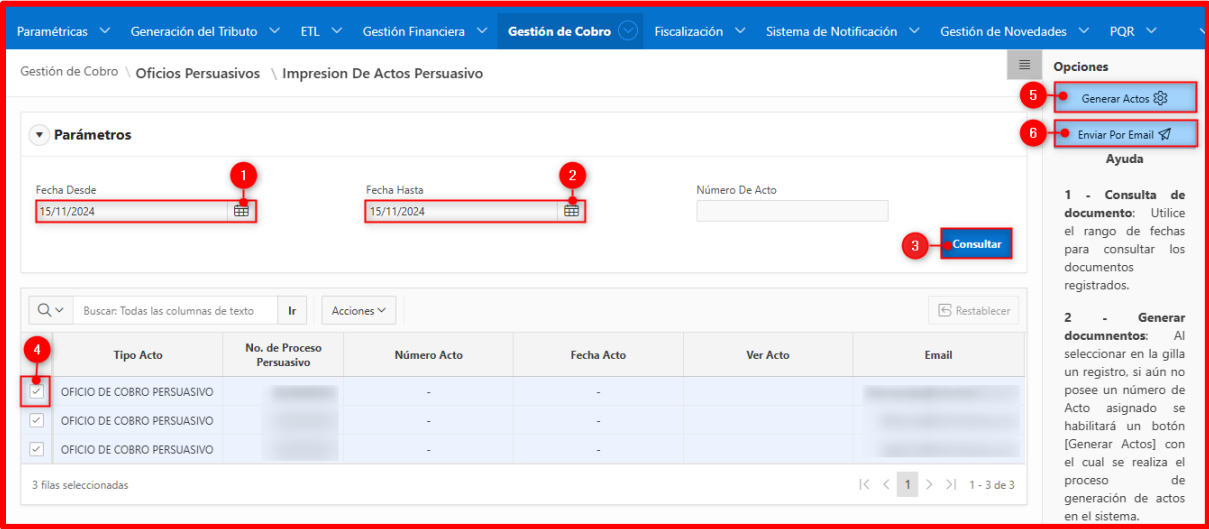 Paramétricas Generación del Tributo ETL Gestión Financiera Gestión de Cobro Fiscalización Sistema de Notificación Gestión de Novedades PQR
Gestión de Cobro \ Oficios Persuasivos \ Impresion De Actos Persuasivo
Opciones
5 Generar Actos
6 Enviar Por Email
Parámetros
1 2
Fecha Desde Fecha Hasta Número De Acto
15/11/2024 15/11/2024
3 Consultar
Buscar: Todas las columnas de texto Ir Acciones Restablecer
4
Tipo Acto No. de Proceso Persuasivo Número Acto Fecha Acto Ver Acto Email
OFICIO DE COBRO PERSUASIVO - -
OFICIO DE COBRO PERSUASIVO - -
OFICIO DE COBRO PERSUASIVO - -
3 filas seleccionadas 1 1 - 3 de 3
Ayuda
1 - Consulta de
documento: Utilice
el rango de fechas
para consultar los
documentos
registrados.
2 - Generar
documnentos: Al
seleccionar en la gilla
un registro, si aún no
posee un número de
Acto asignado se
habilitará un botón
[Generar Actos] con
el cual se realiza el
proceso de
generación de actos
en el sistema.